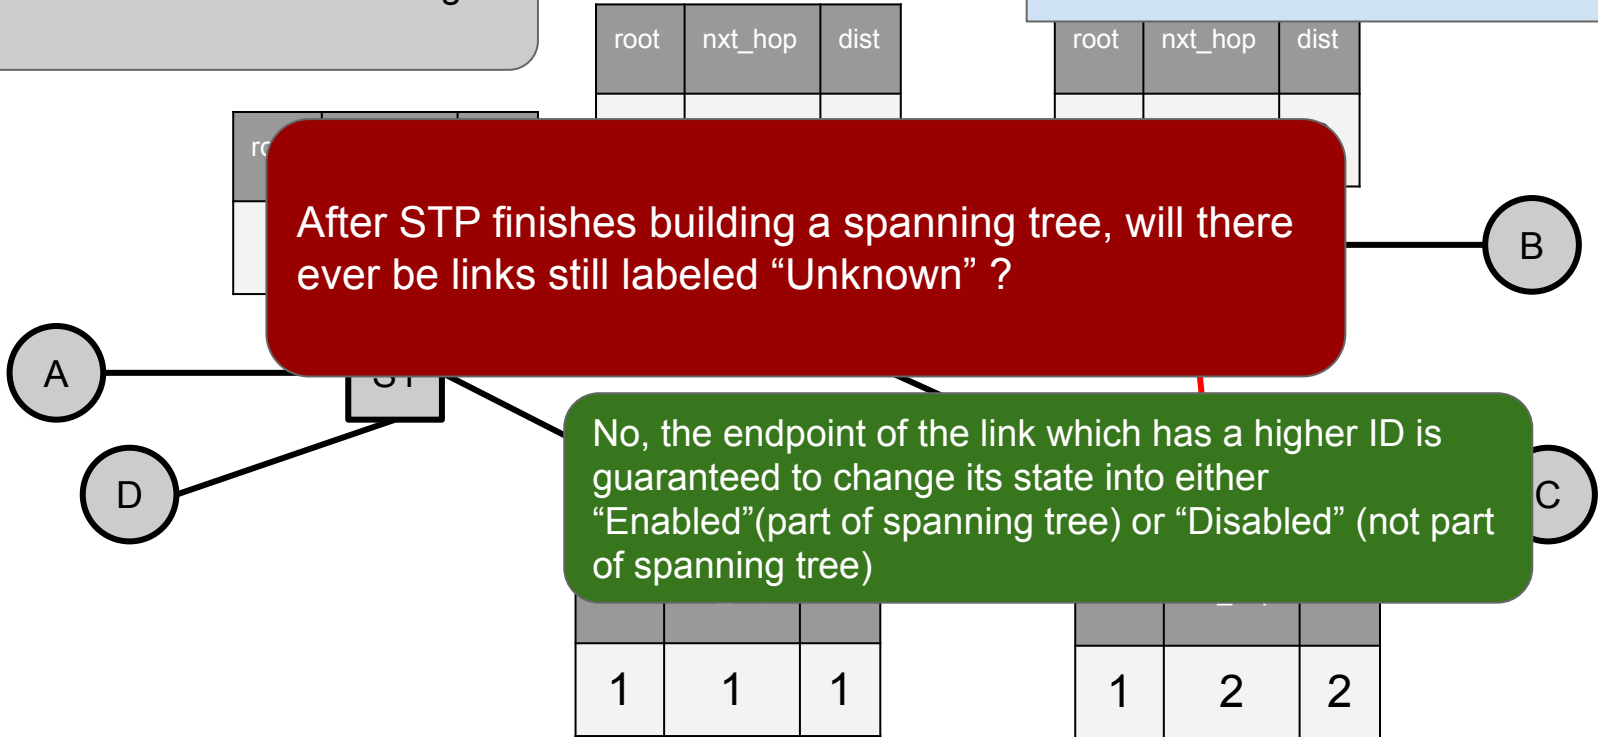 g
root nxt_hop dist
root nxt_hop dist
After STP finishes building a spanning tree, will there
ever be links still labeled “Unknown” ?
B
A
D
No, the endpoint of the link which has a higher ID is
guaranteed to change its state into either
“Enabled”(part of spanning tree) or “Disabled” (not part
of spanning tree)
C
1 1 1
1 2 2